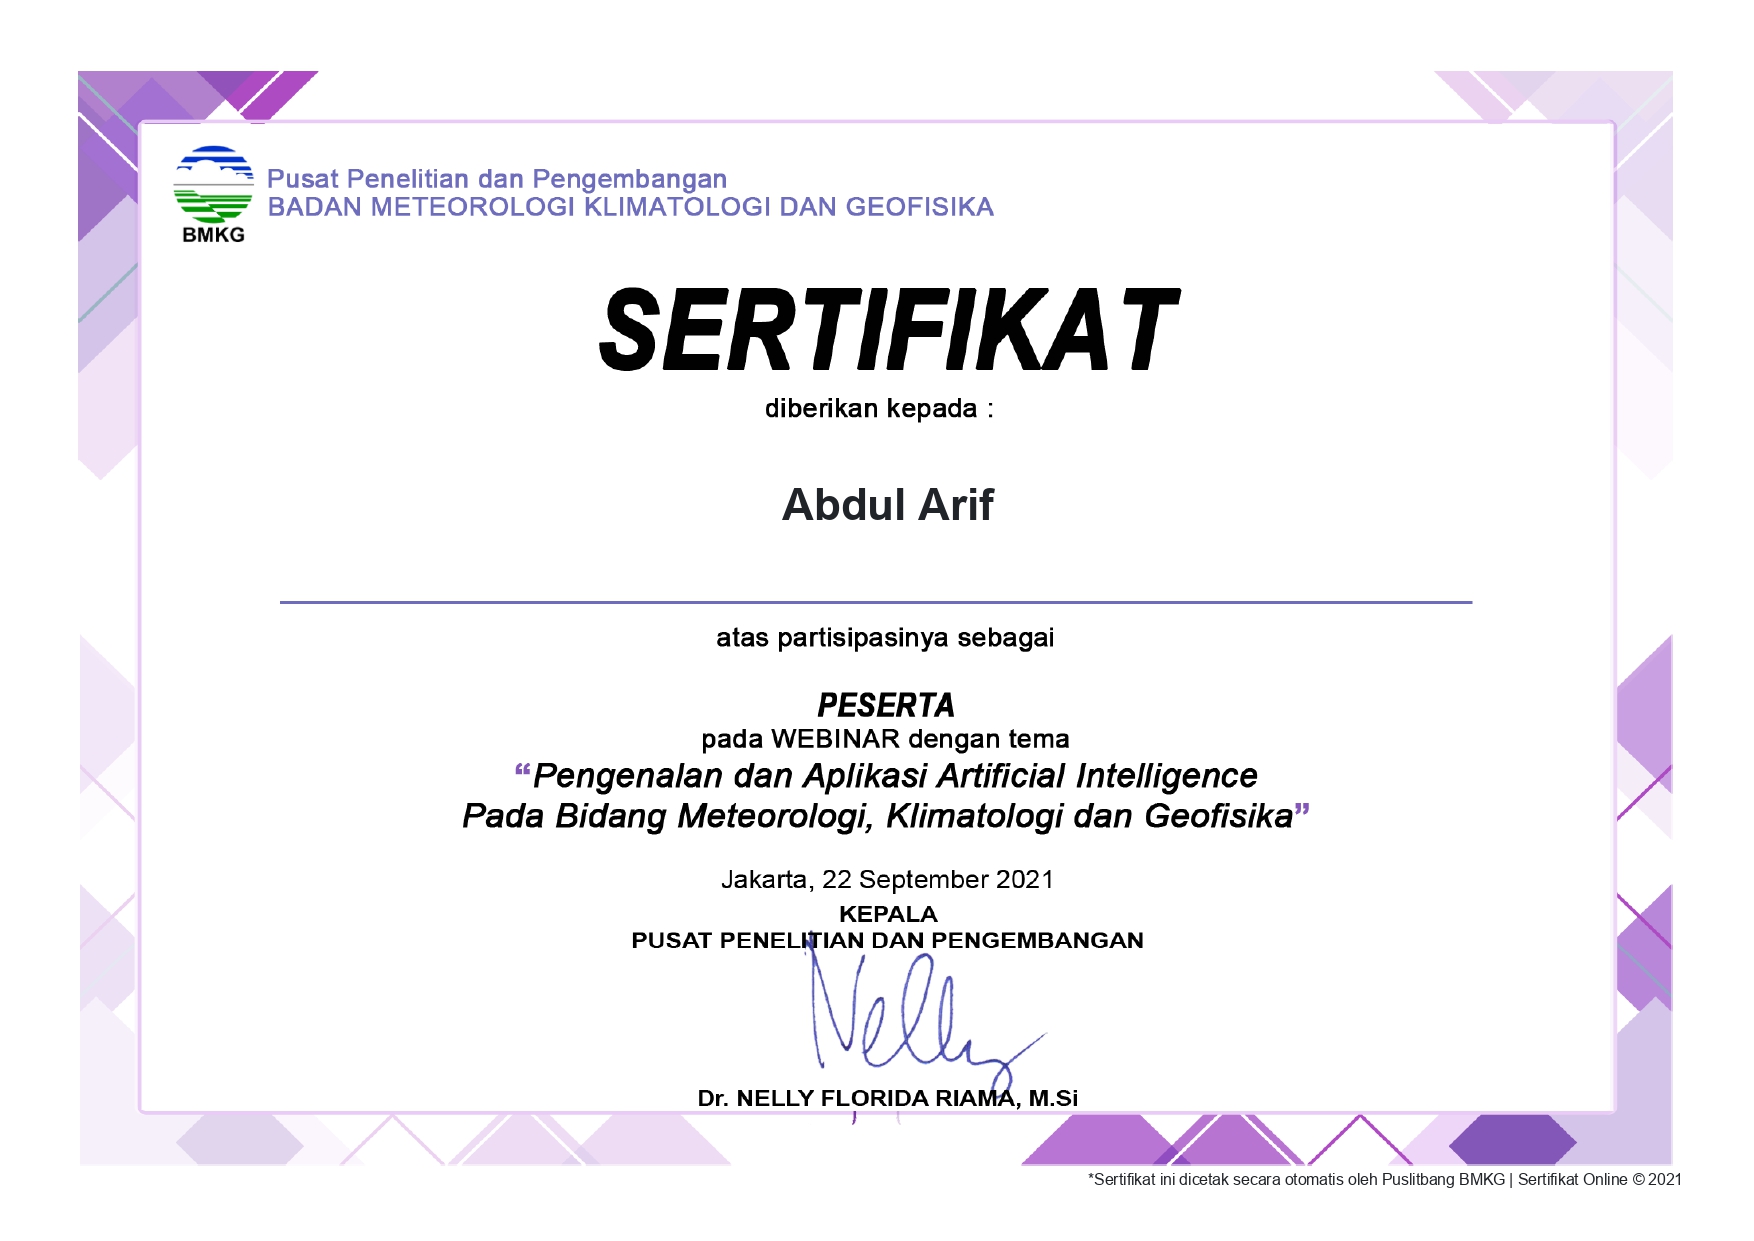 Pusat Penelitian dan Pengembangan
BADAN METEOROLOGI KLIMATOLOGI DAN GEOFISIKA
BMKG
SERTIFIKAT
diberikan kepada :
Abdul Arif
atas partisipasinya sebagai
PESERTA
pada WEBINAR dengan tema
“Pengenalan dan Aplikasi Artificial Intelligence
Pada Bidang Meteorologi, Klimatologi dan Geofisika”
Jakarta, 22 September 2021
KEPALA
PUSAT PENELITIAN DAN PENGEMBANGAN
Nelly
Dr. NELLY FLORIDA RIAMA, M.Si
*Sertifikat ini dicetak secara otomatis oleh Puslitbang BMKG | Sertifikat Online © 2021